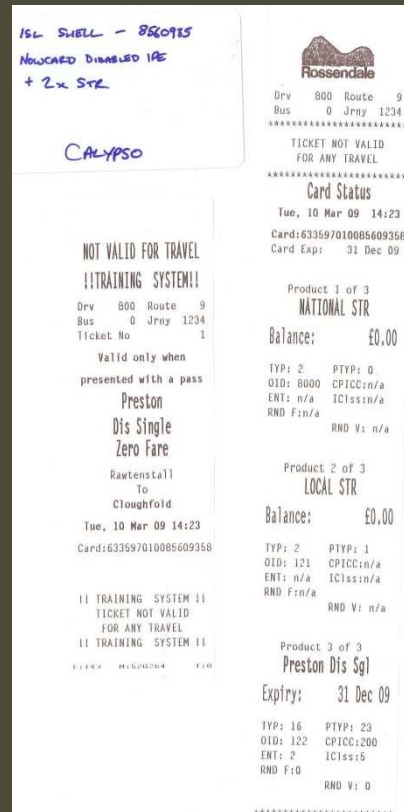 ISL SHELL - 8560935
NOWCARD DISABLED IPE
+ 2x STR
CALYPSO
NOT VALID FOR TRAVEL
!!TRAINING SYSTEM!!
Drv 800 Route 9
Bus 0 Jrny 1234
Ticket No 1
Valid only when
presented with a pass
Preston
Dis Single
Zero Fare
Rawtenstall
To
Cloughfold
Tue, 10 Mar 09 14:23
Card:633597010085609358
!! TRAINING SYSTEM !!
TICKET NOT VALID
FOR ANY TRAVEL
!! TRAINING SYSTEM !!
Rossendale
Drv 800 Route 9
Bus 0 Jrny 1234
************************
TICKET NOT VALID
FOR ANY TRAVEL
************************
Card Status
Tue, 10 Mar 09 14:23
Card:633597010085609358
Card Exp: 31 Dec 09
Product 1 of 3
NATIONAL STR
Balance: £0.00
TYP: 2 PTYP: 0
OID: 8000 CPICC:n/a
ENT: n/a ICIss:n/a
RND F:n/a
RND V: n/a
Product 2 of 3
LOCAL STR
Balance: £0.00
TYP: 2 PTYP: 1
OID: 121 CPICC:n/a
ENT: n/a ICIss:n/a
RND F:n/a
RND V: n/a
Product 3 of 3
Preston Dis Sgl
Expiry: 31 Dec 09
TYP: 16 PTYP: 23
OID: 122 CPICC:200
ENT: 2 ICIss:5
RND F:0
RND V: 0
************************